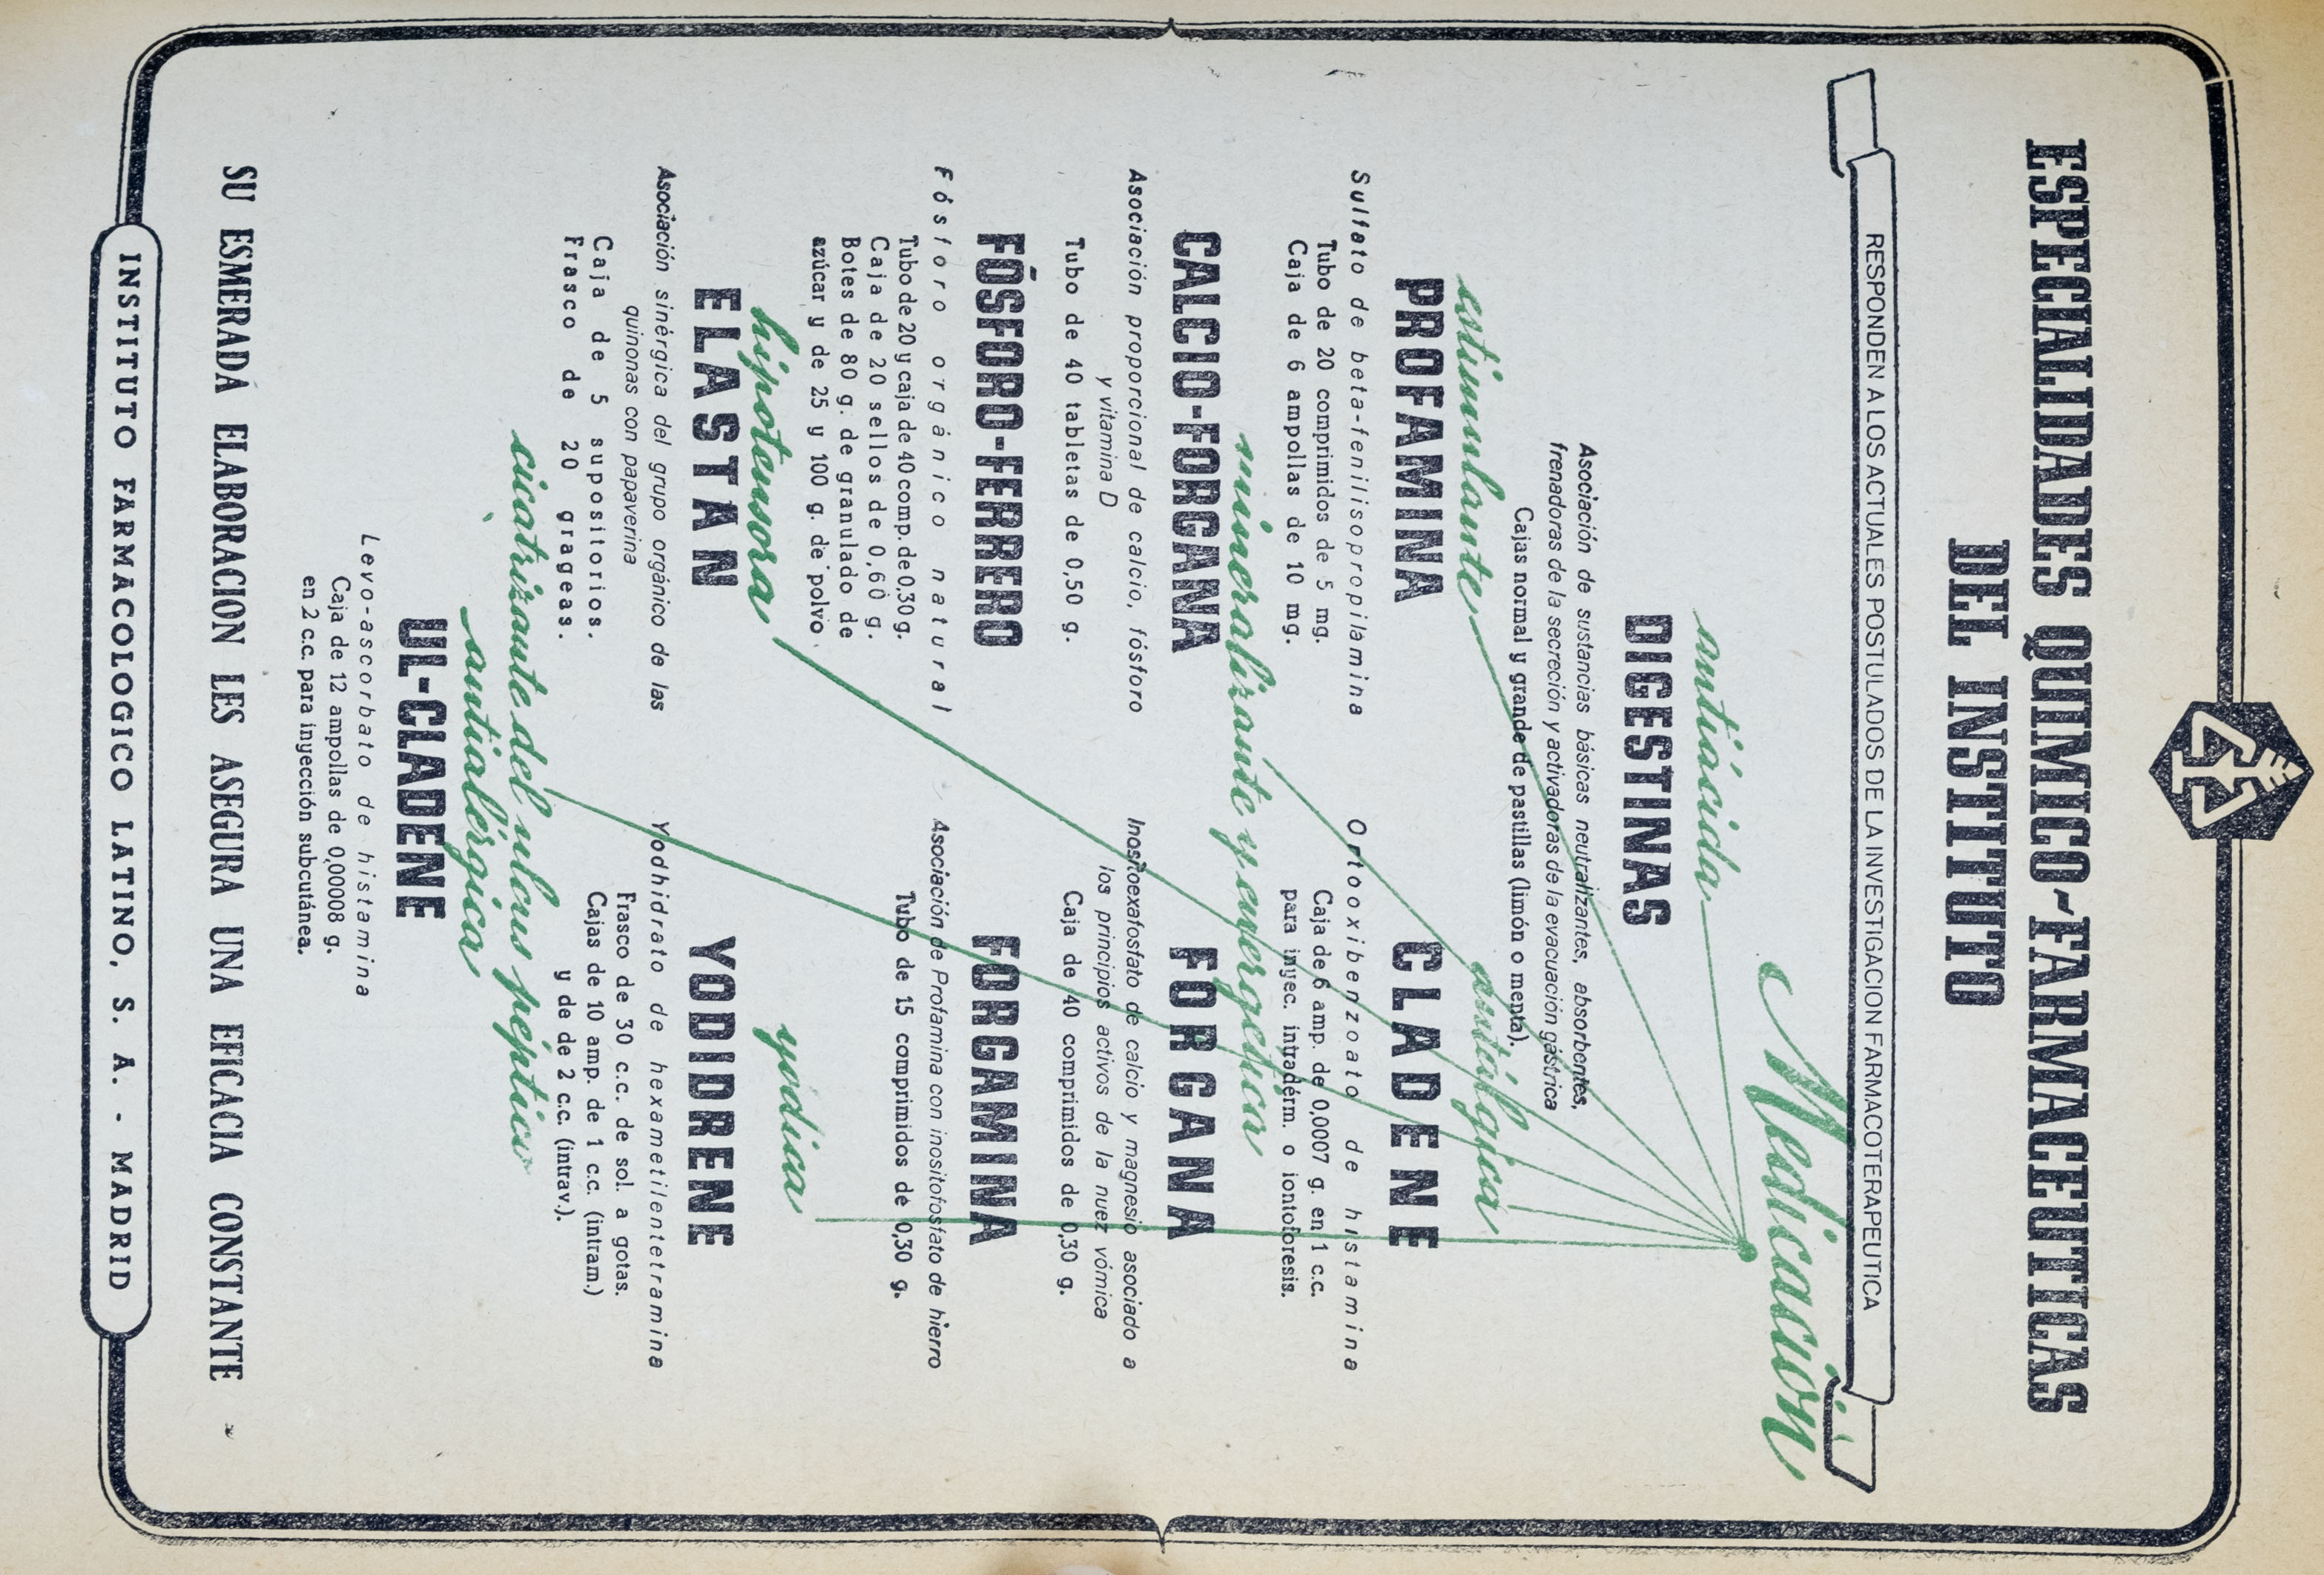 ESPECIALIDADES QUIMICO-FARMACEUTICAS
DEL INSTITUTO
RESPONDEN A LOS ACTUALES POSTULADOS DE LA INVESTIGACION FARMACOTERAPEUTICA
Medicación
antiácida
DIGESTINAS
Asociación de sustancias básicas neutralizantes, absorbentes,
frenadoras de la secreción y activadoras de la evacuación gástrica
Cajas normal y grande de pastillas (limón o menta).
estimulante
PROFAMINA
Sulfato de beta-fenilisopropilamina
Tubo de 20 comprimidos de 5 mg.
Caja de 6 ampollas de 10 mg.
antiálgica
CLADENE
Ortooxibenzoato de histamina
Caja de 6 amp. de 0,0007 g. en 1 c.c.
para inyec. intradérm. o iontoforesis.
mineralizante y energética
CALCIO-FORGANA
Asociación proporcional de calcio, fósforo
y vitamina D
Tubo de 40 tabletas de 0,50 g.
FORGANA
Inositoexafosfato de calcio y magnesio asociado a
los principios activos de la nuez vómica
Caja de 40 comprimidos de 0,30 g.
FÓSFORO-FERRERO
Fósforo orgánico natural
Tubo de 20 y caja de 40 comp. de 0,30 g.
Caja de 20 sellos de 0,60 g.
Botes de 80 g. de granulado de
azúcar y de 25 y 100 g. de polvo.
FORGAMINA
Asociación de Profamina con inositofosfato de hierro
Tubo de 15 comprimidos de 0,30 g.
hipotensora
ELASTAN
Asociación sinérgica del grupo orgánico de las
quinonas con papaverina
Caja de 5 supositorios.
Frasco de 20 grageas.
yódica
YODIDRENE
Yodhidrato de hexametilentetramina
Frasco de 30 c.c. de sol. a gotas.
Cajas de 10 amp. de 1 c.c. (intram.)
y de de 2 c.c. (intrav.).
cicatrizante del ulcus péptico
antialérgica
UL-CLADENE
Levo-ascorbato de histamina
Caja de 12 ampollas de 0,00008 g.
en 2 c.c. para inyección subcutánea.
SU ESMERADA ELABORACION LES ASEGURA UNA EFICACIA CONSTANTE
INSTITUTO FARMACOLOGICO LATINO, S. A. - MADRID